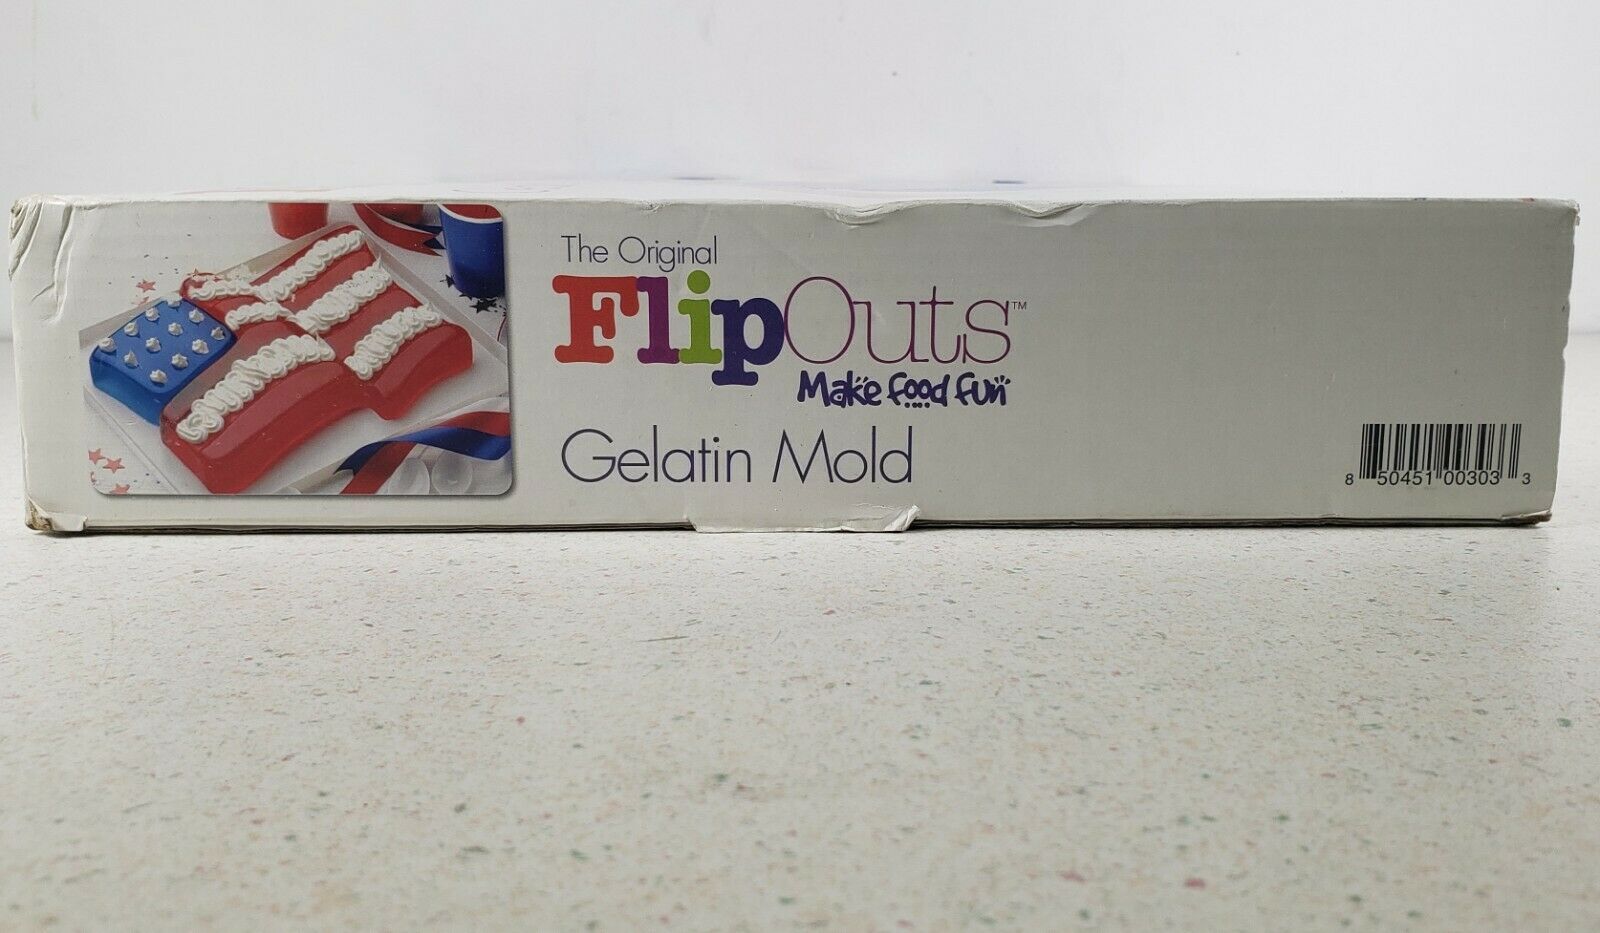 The Original
FlipOuts™
Make food fun
Gelatin Mold
8 50451 00303 3